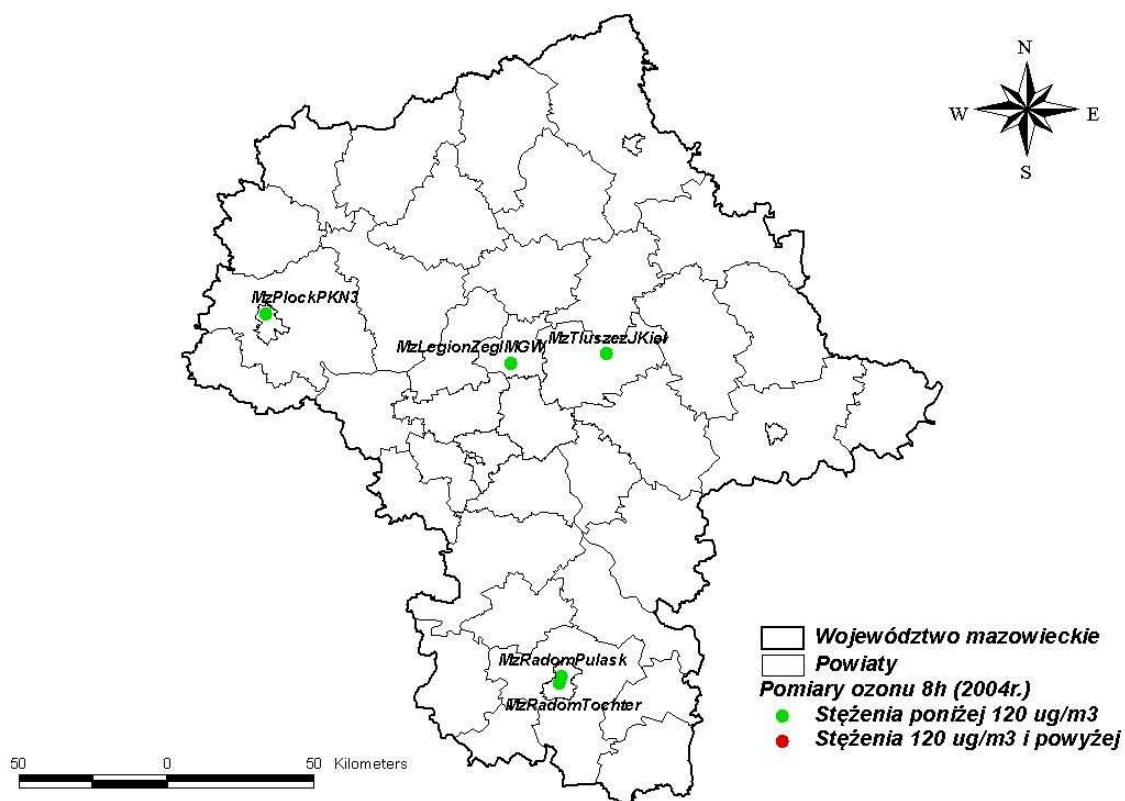 N
W E
S
MzPlockPKN3
MzLegionZeglMGW
MzTluszezJKiel
MzRadomPulask
MzRadomTochter
Województwo mazowieckie
Powiaty
Pomiary ozonu 8h (2004r.)
Stężenia poniżej 120 ug/m3
Stężenia 120 ug/m3 i powyżej
50 0 50 Kilometers